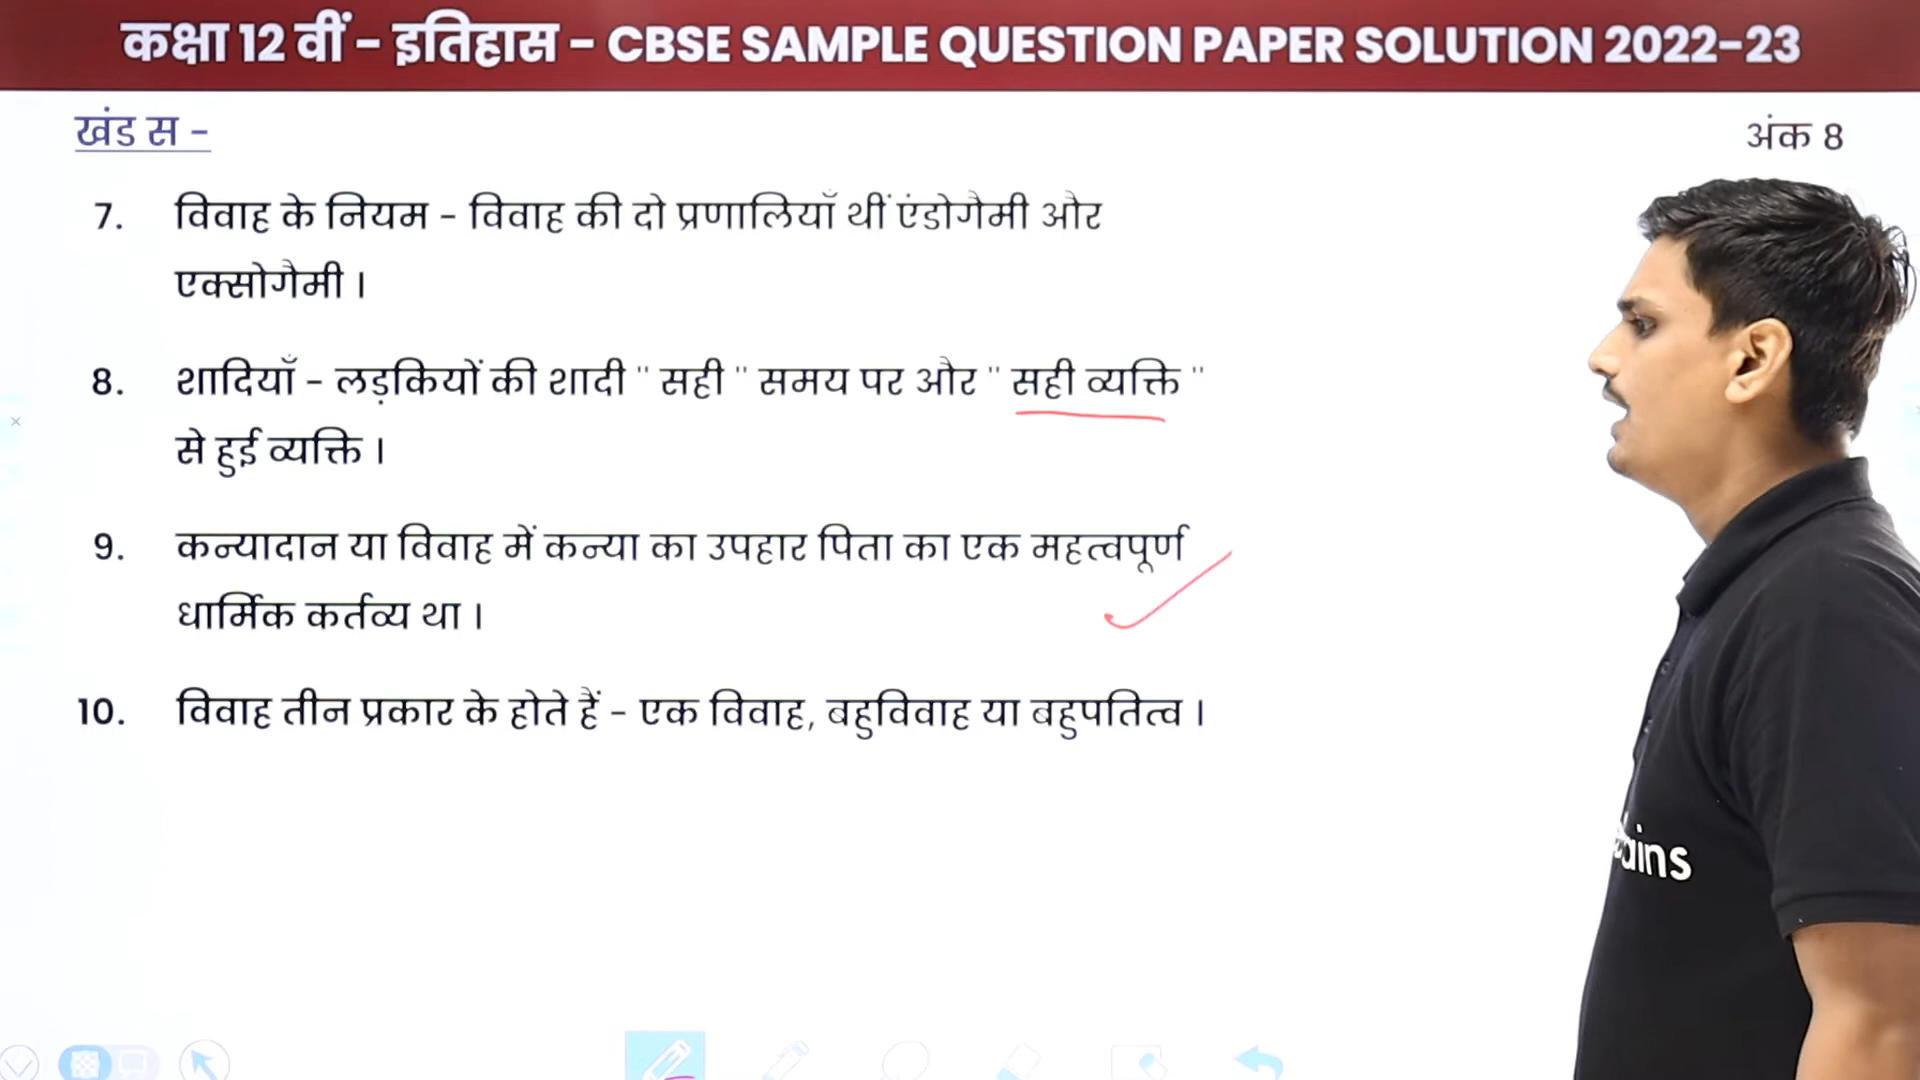 कक्षा 12 वीं - इतिहास - CBSE SAMPLE QUESTION PAPER SOLUTION 2022-23
खंड स -
अंक 8
7. विवाह के नियम - विवाह की दो प्रणालियाँ थीं एंडोगैमी और
एक्सोगैमी ।
8. शादियाँ - लड़कियों की शादी " सही " समय पर और " सही व्यक्ति "
से हुई व्यक्ति ।
9. कन्यादान या विवाह में कन्या का उपहार पिता का एक महत्वपूर्ण
धार्मिक कर्तव्य था ।
10. विवाह तीन प्रकार के होते हैं - एक विवाह, बहुविवाह या बहुपतित्व ।